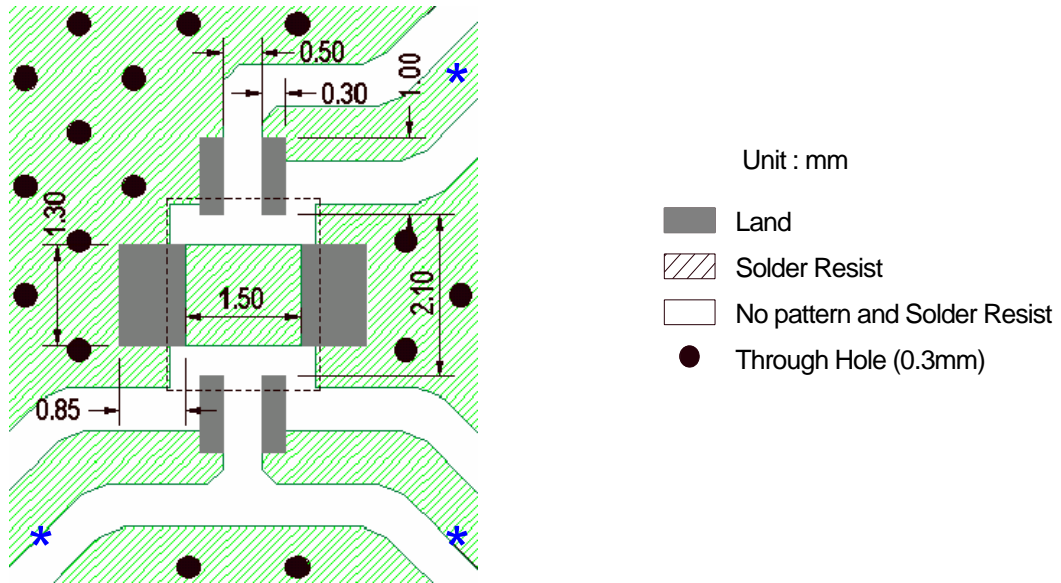 0.50
1.00
0.30
1.30
1.50
2.10
0.85
*
*
*
Unit : mm
Land
Solder Resist
No pattern and Solder Resist
Through Hole (0.3mm)